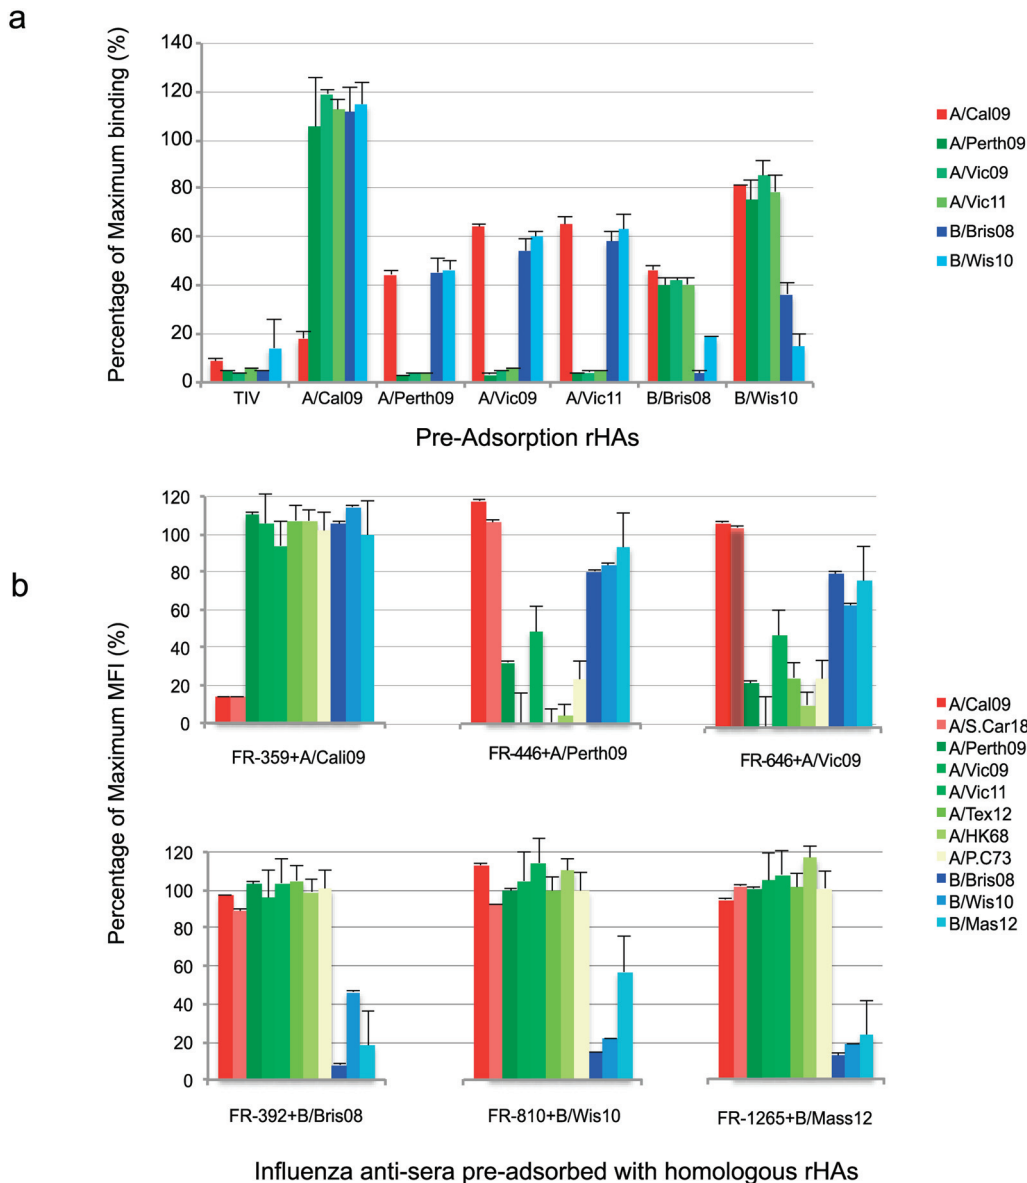 a
Percentage of Maximum binding (%)
140
120
100
80
60
40
20
0
TIV A/Cal09 A/Perth09 A/Vic09 A/Vic11 B/Bris08 B/Wis10
Pre-Adsorption rHAs
A/Cal09
A/Perth09
A/Vic09
A/Vic11
B/Bris08
B/Wis10
b
Percentage of Maximum MFI (%)
120
100
80
60
40
20
0
FR-359+A/Cali09 FR-446+A/Perth09 FR-646+A/Vic09
120
100
80
60
40
20
0
FR-392+B/Bris08 FR-810+B/Wis10 FR-1265+B/Mass12
Influenza anti-sera pre-adsorbed with homologous rHAs
A/Cal09
A/S.Car18
A/Perth09
A/Vic09
A/Vic11
A/Tex12
A/HK68
A/P.C73
B/Bris08
B/Wis10
B/Mas12